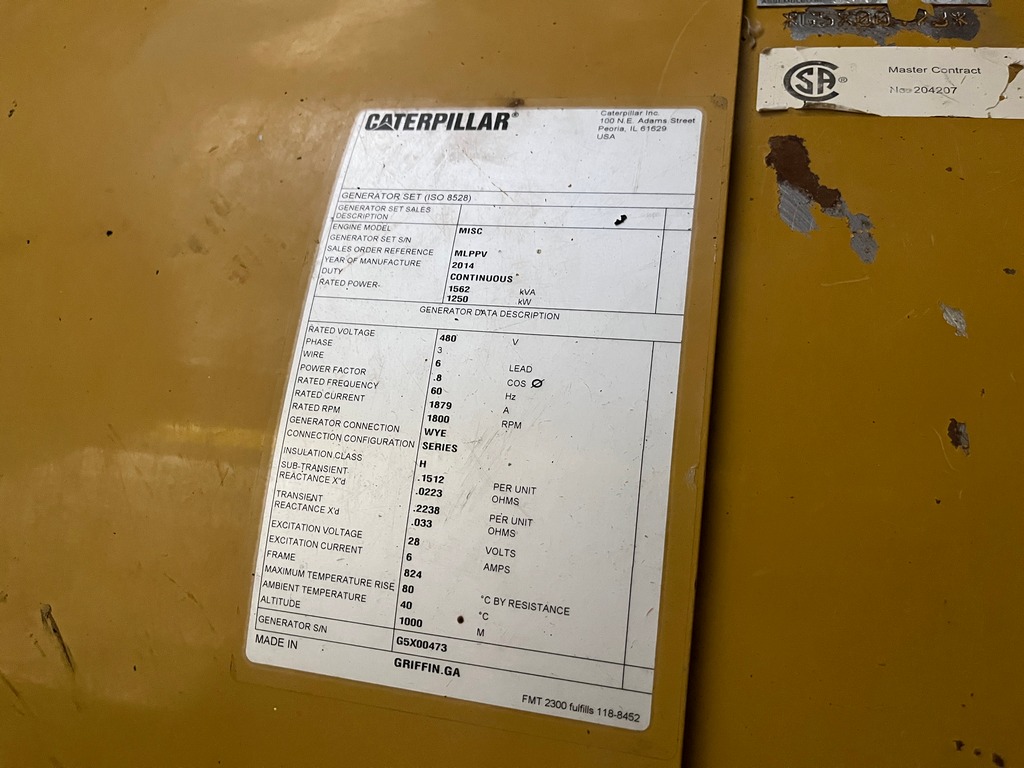 CSA®
Master Contract
No. 204207
CATERPILLAR®
Caterpillar Inc.
100 N.E. Adams Street
Peoria, IL 61629
USA
GENERATOR SET (ISO 8528)
GENERATOR SET SALES
DESCRIPTION
ENGINE MODEL MISC
GENERATOR SET S/N
SALES ORDER REFERENCE MLPPV
YEAR OF MANUFACTURE 2014
DUTY CONTINUOUS
RATED POWER 1562 kVA
1250 kW
GENERATOR DATA DESCRIPTION
RATED VOLTAGE 480 V
PHASE 3
WIRE 6 LEAD
POWER FACTOR .8 COS Ø
RATED FREQUENCY 60 Hz
RATED CURRENT 1879 A
RATED RPM 1800 RPM
GENERATOR CONNECTION WYE
CONNECTION CONFIGURATION SERIES
INSULATION CLASS H
SUB-TRANSIENT .1512 PER UNIT
REACTANCE X"d .0223 OHMS
TRANSIENT .2238 PER UNIT
REACTANCE X'd .033 OHMS
EXCITATION VOLTAGE 28 VOLTS
EXCITATION CURRENT 6 AMPS
FRAME 824
MAXIMUM TEMPERATURE RISE 80 °C BY RESISTANCE
AMBIENT TEMPERATURE 40 °C
ALTITUDE 1000 M
GENERATOR S/N G5X00473
MADE IN GRIFFIN.GA
FMT 2300 fulfills 118-8452